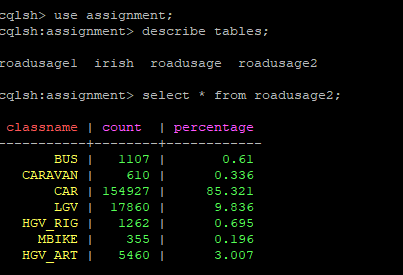 cqlsh> use assignment;
cqlsh:assignment> describe tables;
roadusage1  irish  roadusage  roadusage2
cqlsh:assignment> select * from roadusage2;
 classname | count  | percentage
-----------+--------+------------
       BUS |   1107 |       0.61
   CARAVAN |    610 |      0.336
       CAR | 154927 |     85.321
       LGV |  17860 |      9.836
   HGV_RIG |   1262 |      0.695
     MBIKE |    355 |      0.196
   HGV_ART |   5460 |      3.007